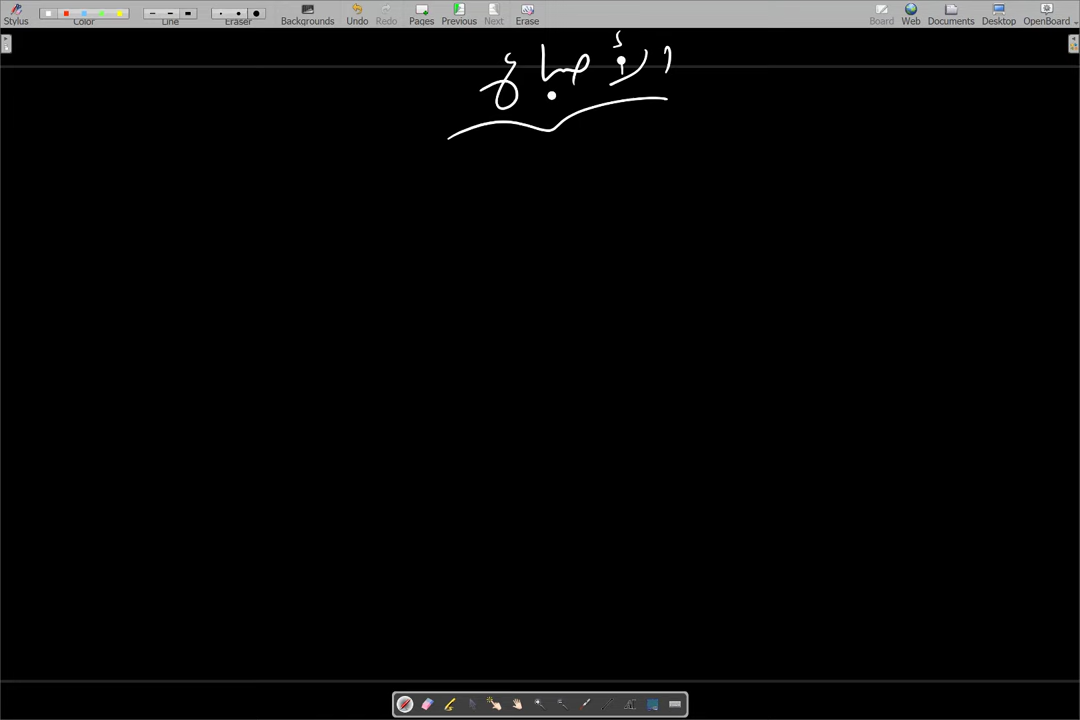 Stylus
Color
Line
Eraser
Backgrounds
Undo
Redo
Pages
Previous
Next
Erase
Board
Web
Documents
Desktop
OpenBoard